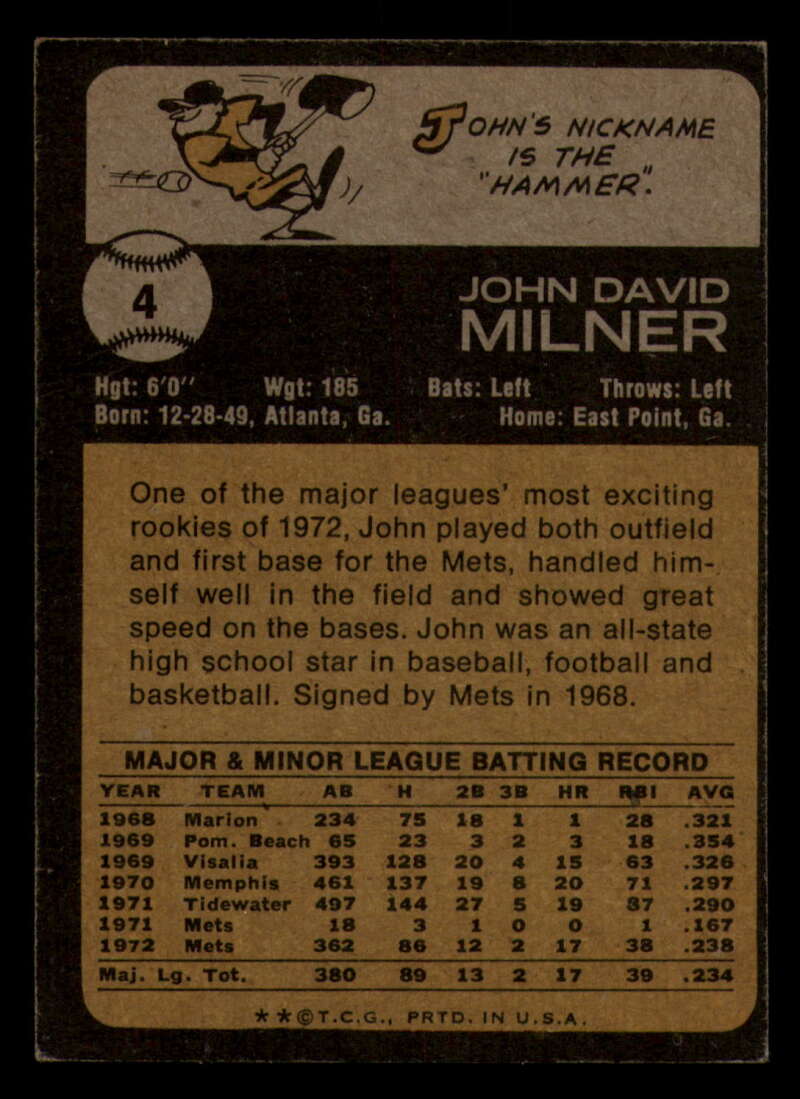 JOHN'S NICKNAME
IS THE
"HAMMER".
4
JOHN DAVID
MILNER
Hgt: 6'0" Wgt: 185 Bats: Left Throws: Left
Born: 12-28-49, Atlanta, Ga. Home: East Point, Ga.
One of the major leagues' most exciting
rookies of 1972, John played both outfield
and first base for the Mets, handled him-
self well in the field and showed great
speed on the bases. John was an all-state
high school star in baseball, football and
basketball. Signed by Mets in 1968.
MAJOR & MINOR LEAGUE BATTING RECORD
YEAR TEAM AB H 2B 3B HR RBI AVG
1968 Marion 234 75 18 1 1 28 .321
1969 Pom. Beach 65 23 3 2 3 18 .354
1969 Visalia 393 128 20 4 15 63 .326
1970 Memphis 461 137 19 8 20 71 .297
1971 Tidewater 497 144 27 5 19 87 .290
1971 Mets 18 3 1 0 0 1 .167
1972 Mets 362 86 12 2 17 38 .238
Maj. Lg. Tot. 380 89 13 2 17 39 .234
**©T.C.G., PRTD. IN U.S.A.